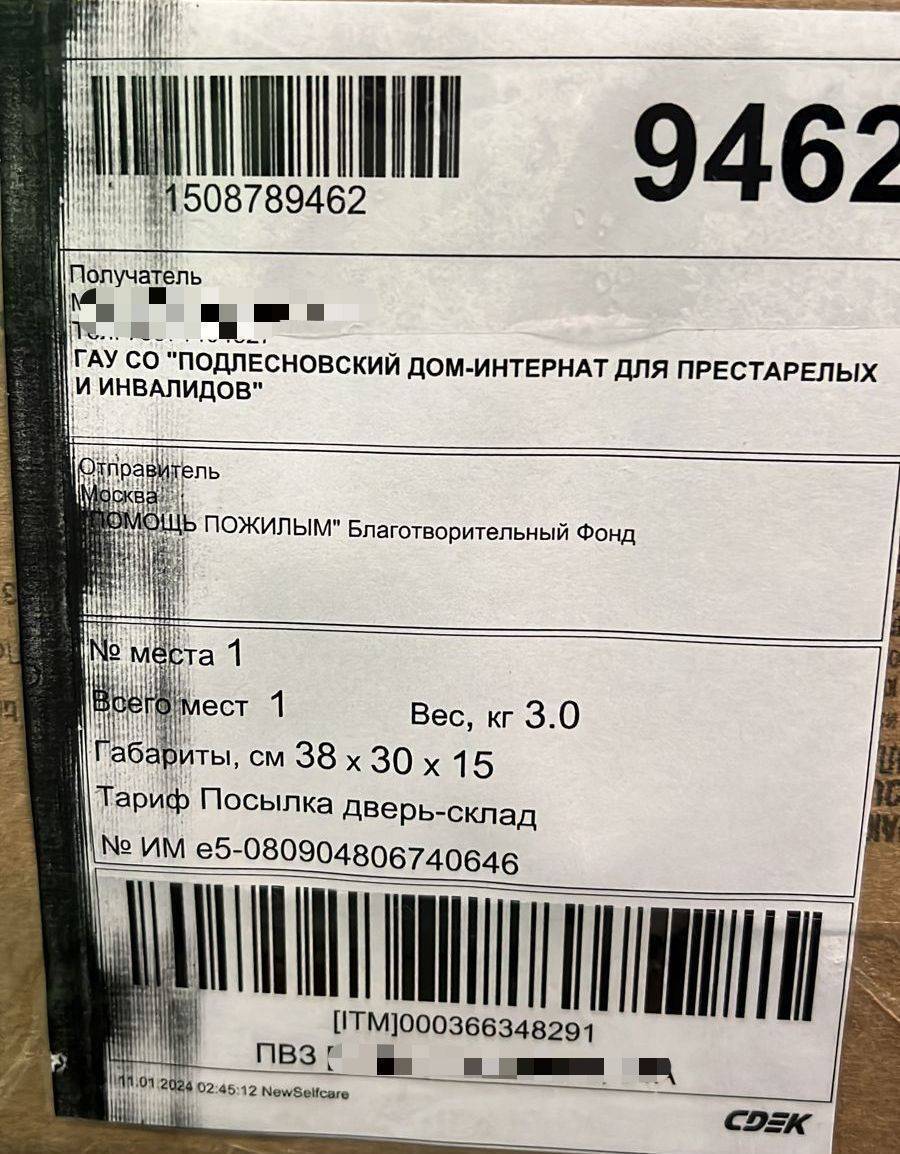 1508789462
9462
Получатель
ГАУ СО "ПОДЛЕСНОВСКИЙ ДОМ-ИНТЕРНАТ ДЛЯ ПРЕСТАРЕЛЫХ
И ИНВАЛИДОВ"
Отправитель
Москва
"ПОМОЩЬ ПОЖИЛЫМ" Благотворительный Фонд
№ места 1
Всего мест 1 Вес, кг 3.0
Габариты, см 38 x 30 x 15
Тариф Посылка дверь-склад
№ ИМ e5-080904806740646
[ITM]000366348291
ПВЗ
11.01.2024 02:45:12 NewSelfcare
CDEK